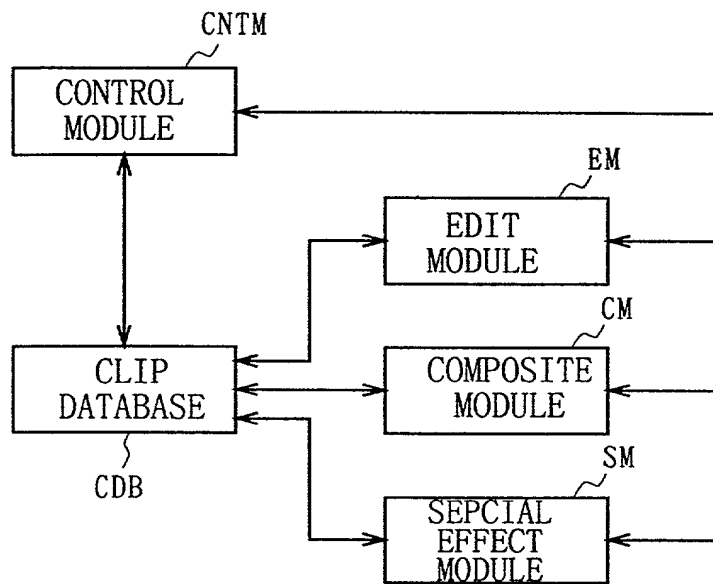 CNTM
CONTROL
MODULE
EM
EDIT
MODULE
CM
CLIP
DATABASE
COMPOSITE
MODULE
CDB
SM
SEPCIAL
EFFECT
MODULE